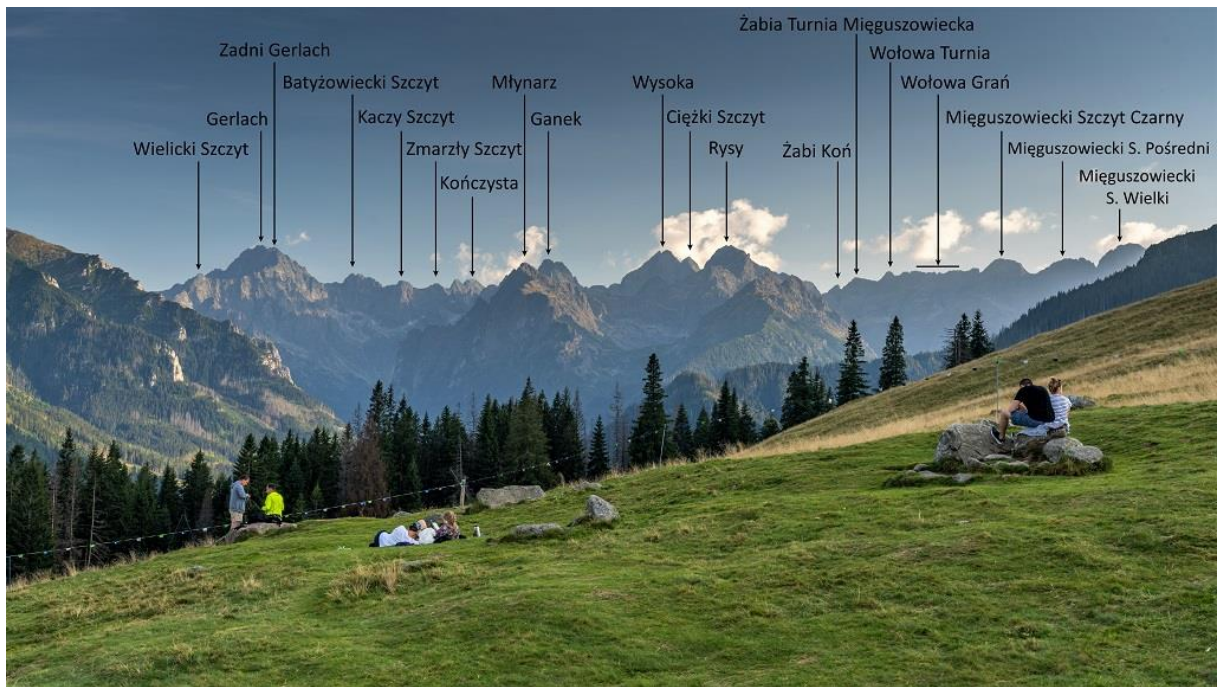 Żabia Turnia Mięguszowiecka
Zadni Gerlach
Wołowa Turnia
Batyżowiecki Szczyt
Młynarz
Wysoka
Wołowa Grań
Gerlach
Kaczy Szczyt
Ganek
Ciężki Szczyt
Mięguszowiecki Szczyt Czarny
Wielicki Szczyt
Zmarzły Szczyt
Rysy
Żabi Koń
Mięguszowiecki S. Pośredni
Kończysta
Mięguszowiecki
S. Wielki